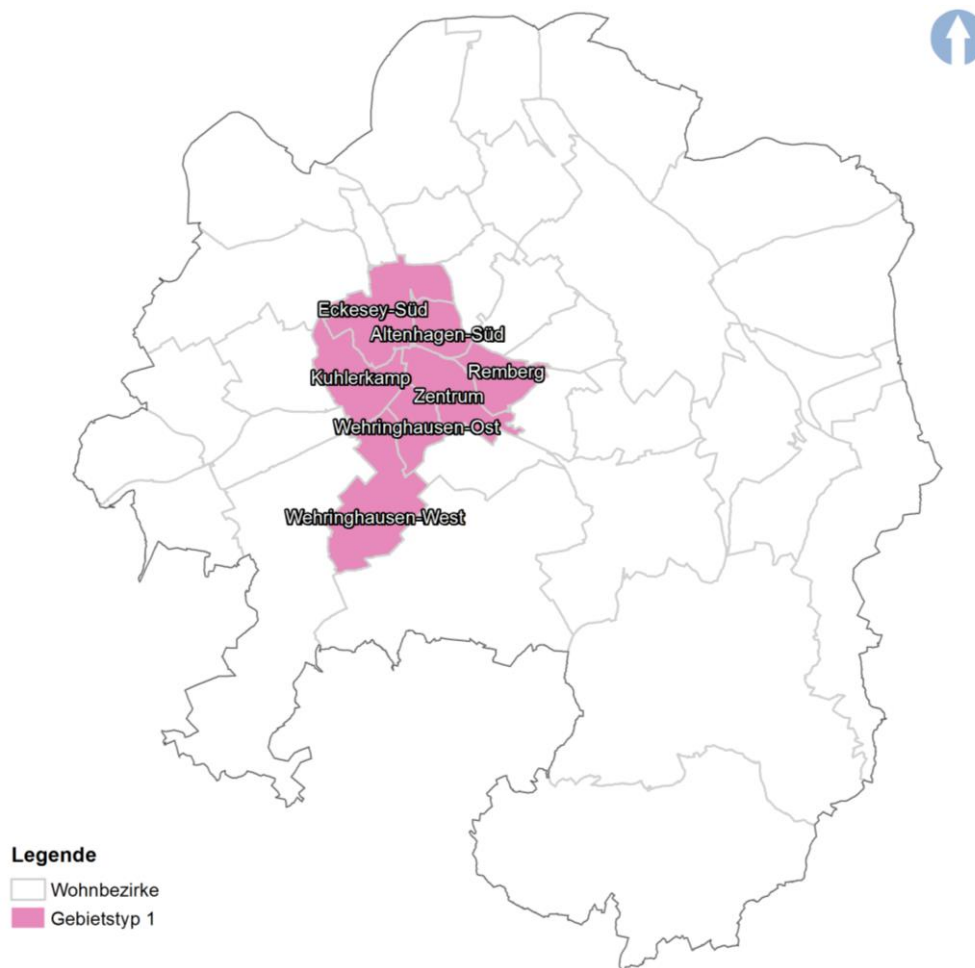 Eckesey-Süd
Altenhagen-Süd
Remberg
Kuhlerkamp
Zentrum
Wehringhausen-Ost
Wehringhausen-West
Legende
Wohnbezirke
Gebietstyp 1